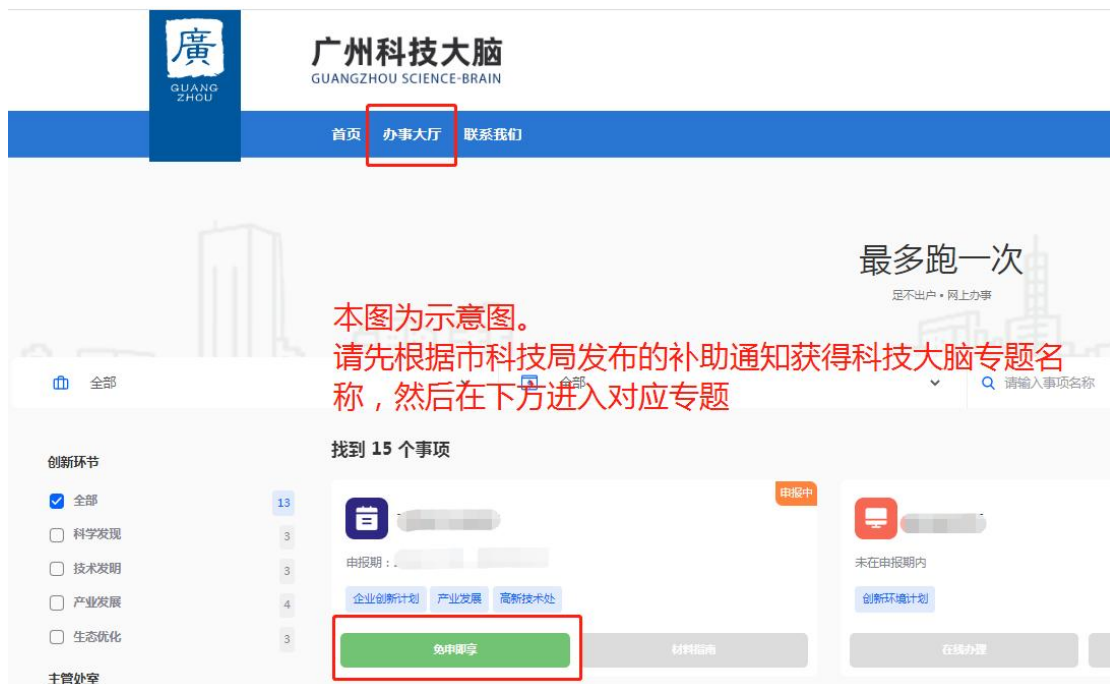 廣
GUANG
ZHOU
广州科技大脑
GUANGZHOU SCIENCE-BRAIN
首页 办事大厅 联系我们
最多跑一次
足不出户•网上办事
本图为示意图。
请先根据市科技局发布的补助通知获得科技大脑专题名
称，然后在下方进入对应专题
全部 全部 请输入事项名称
找到 15 个事项
创新环节
全部 13
科学发现 3
技术发明 3
产业发展 4
生态优化 3
主管处室
申报中
申报期：
企业创新计划 产业发展 高新技术处
免申即享 材料指南
未在申报期内
创新环境计划
在线办理